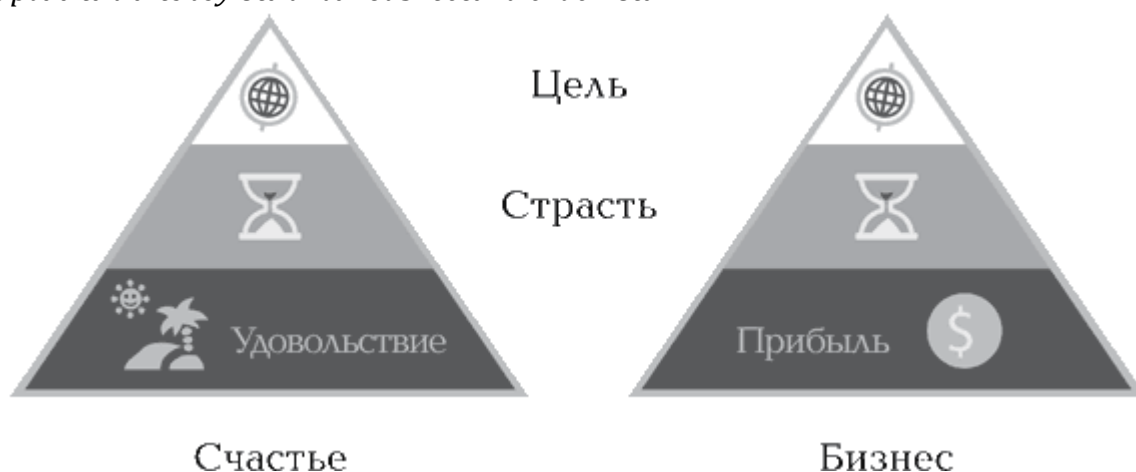 Цель
Страсть
Удовольствие
Прибыль
$
Счастье
Бизнес